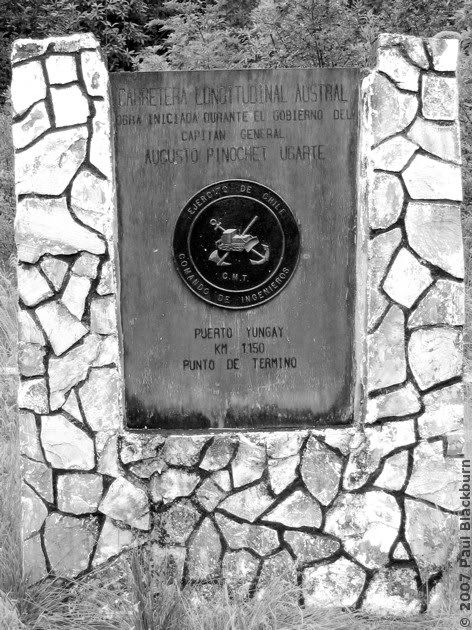 CARRETERA LONGITUDINAL AUSTRAL
OBRA INICIADA DURANTE EL GOBIERNO DEL
CAPITAN GENERAL
AUGUSTO PINOCHET UGARTE
EJERCITO DE CHILE
C.M.T.
COMANDO DE INGENIEROS
PUERTO YUNGAY
KM 1150
PUNTO DE TERMINO
© 2007 Paul Blackburn